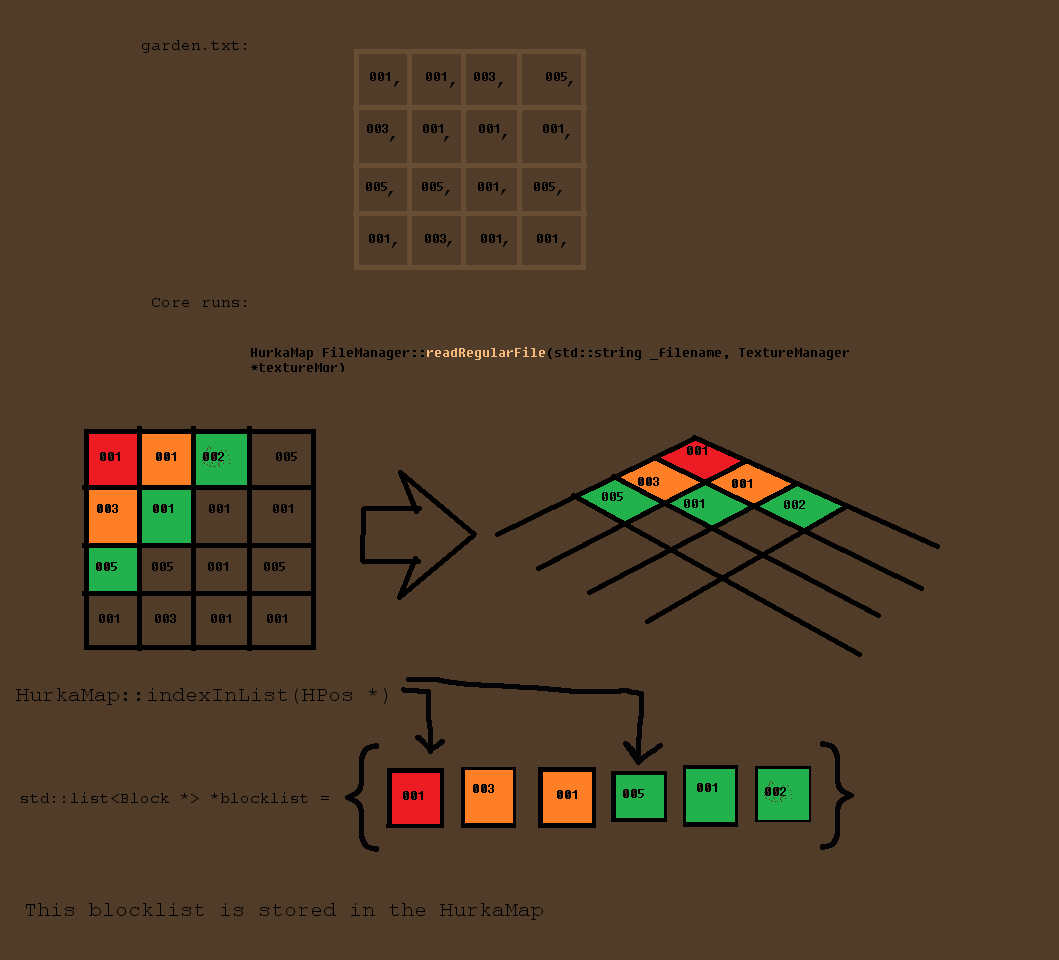 garden.txt:
001, 001, 003, 005,
003, 001, 001, 001,
005, 005, 001, 005,
001, 003, 001, 001,
Core runs:
HurkaMap FileManager::readRegularFile(std::string _filename, TextureManager
*textureMgr)
001 001 002 005
003 001 001 001
005 005 001 005
001 003 001 001
001
003 001
005 001 002
HurkaMap::indexInList(HPos *)
std::list<Block *> *blocklist = { 001 003 001 005 001 002 }
This blocklist is stored in the HurkaMap